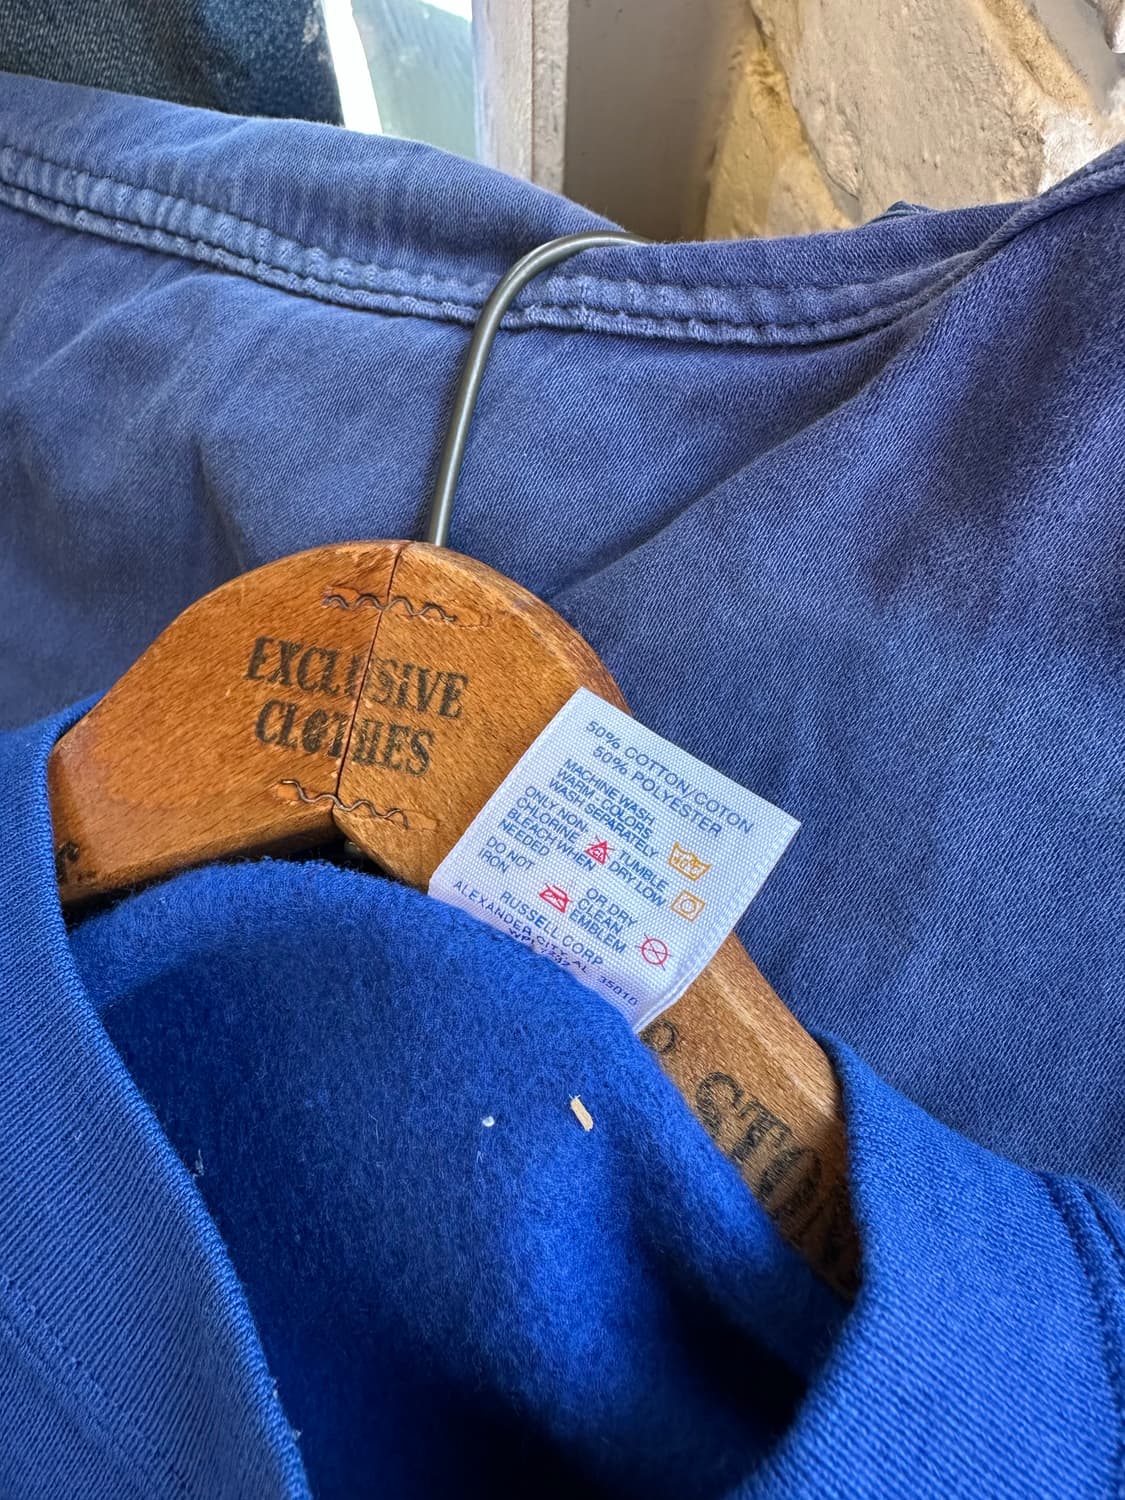 EXCLUSIVE
CLOTHES
50% COTTON/COTON
50% POLYESTER
MACHINE WASH,
WARM, COLORS
WASH SEPARATELY
40°C
ONLY NON-
CHLORINE
BLEACH WHEN
NEEDED
TUMBLE
DRY LOW
DO NOT
IRON
OR DRY
CLEAN
EMBLEM
RUSSELL CORP
ALEXANDER CITY, AL 35010